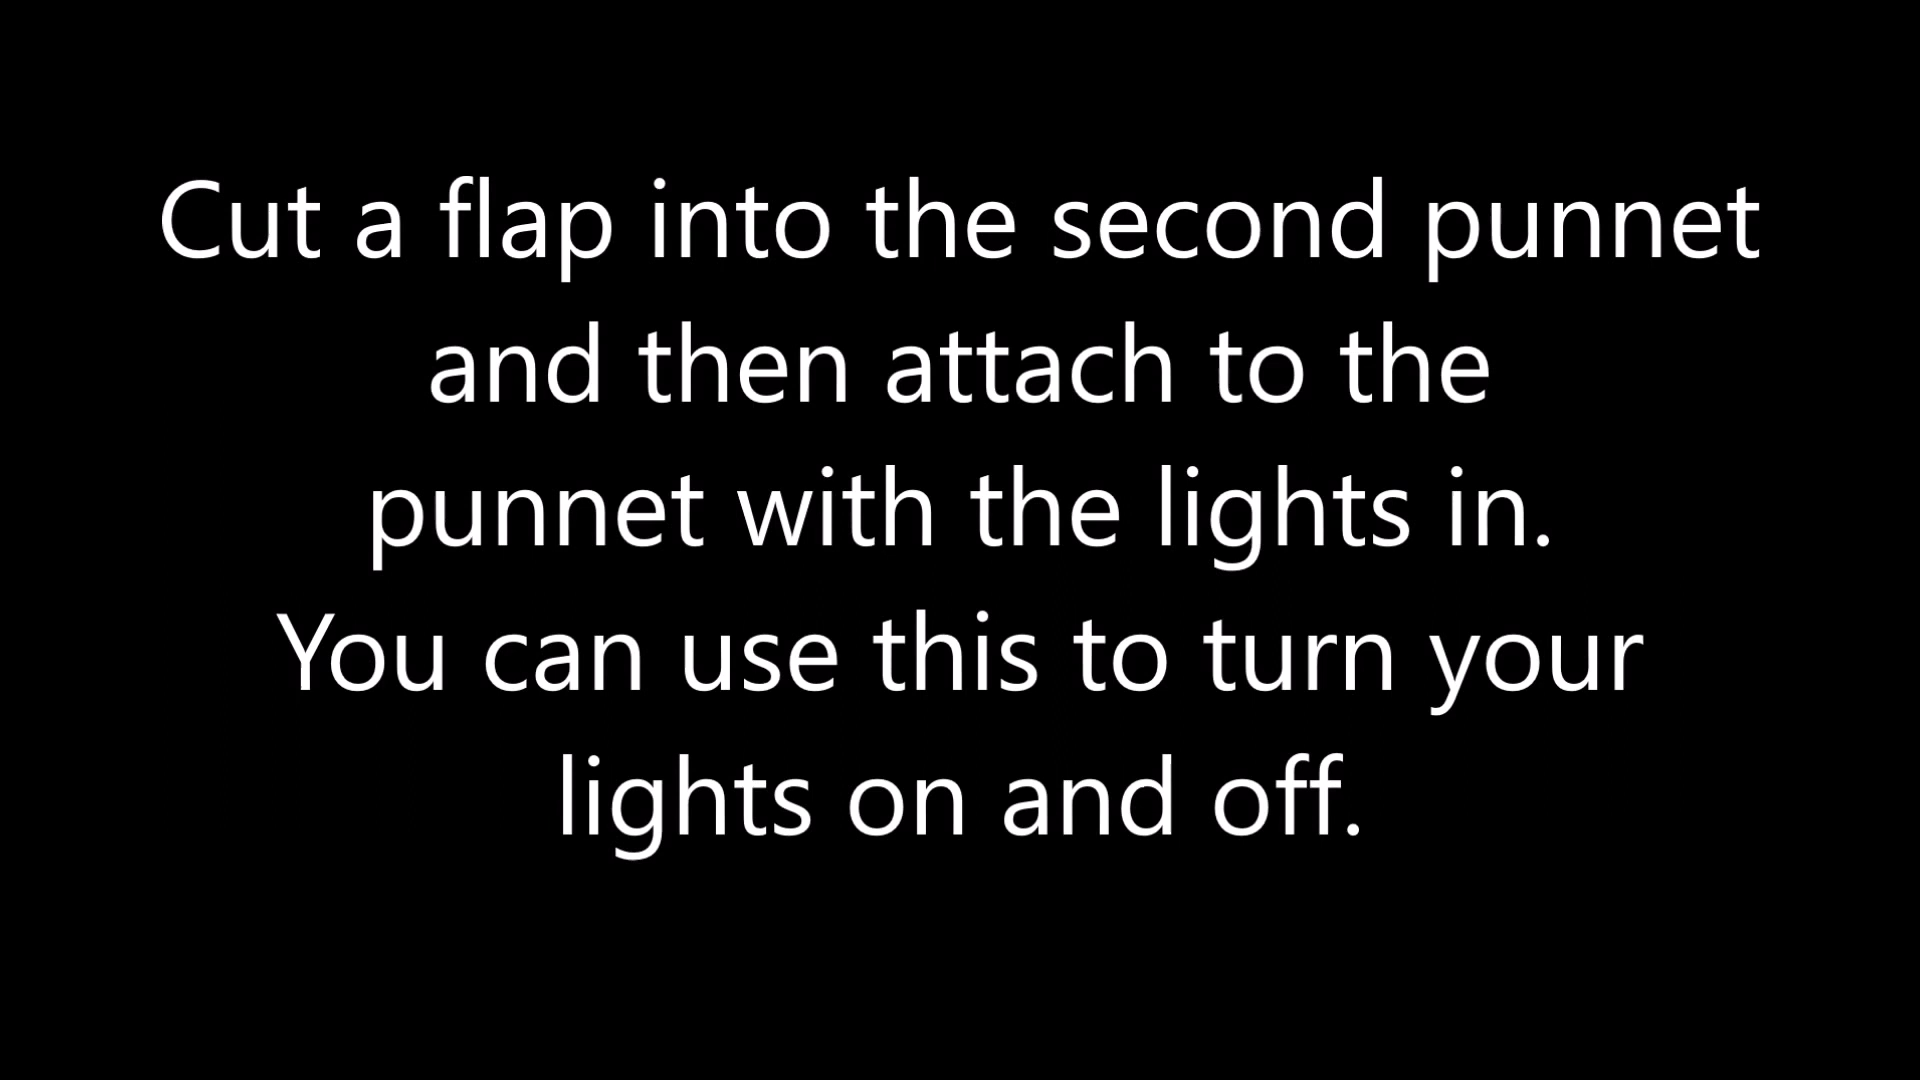 Cut a flap into the second punnet
and then attach to the
punnet with the lights in.
You can use this to turn your
lights on and off.